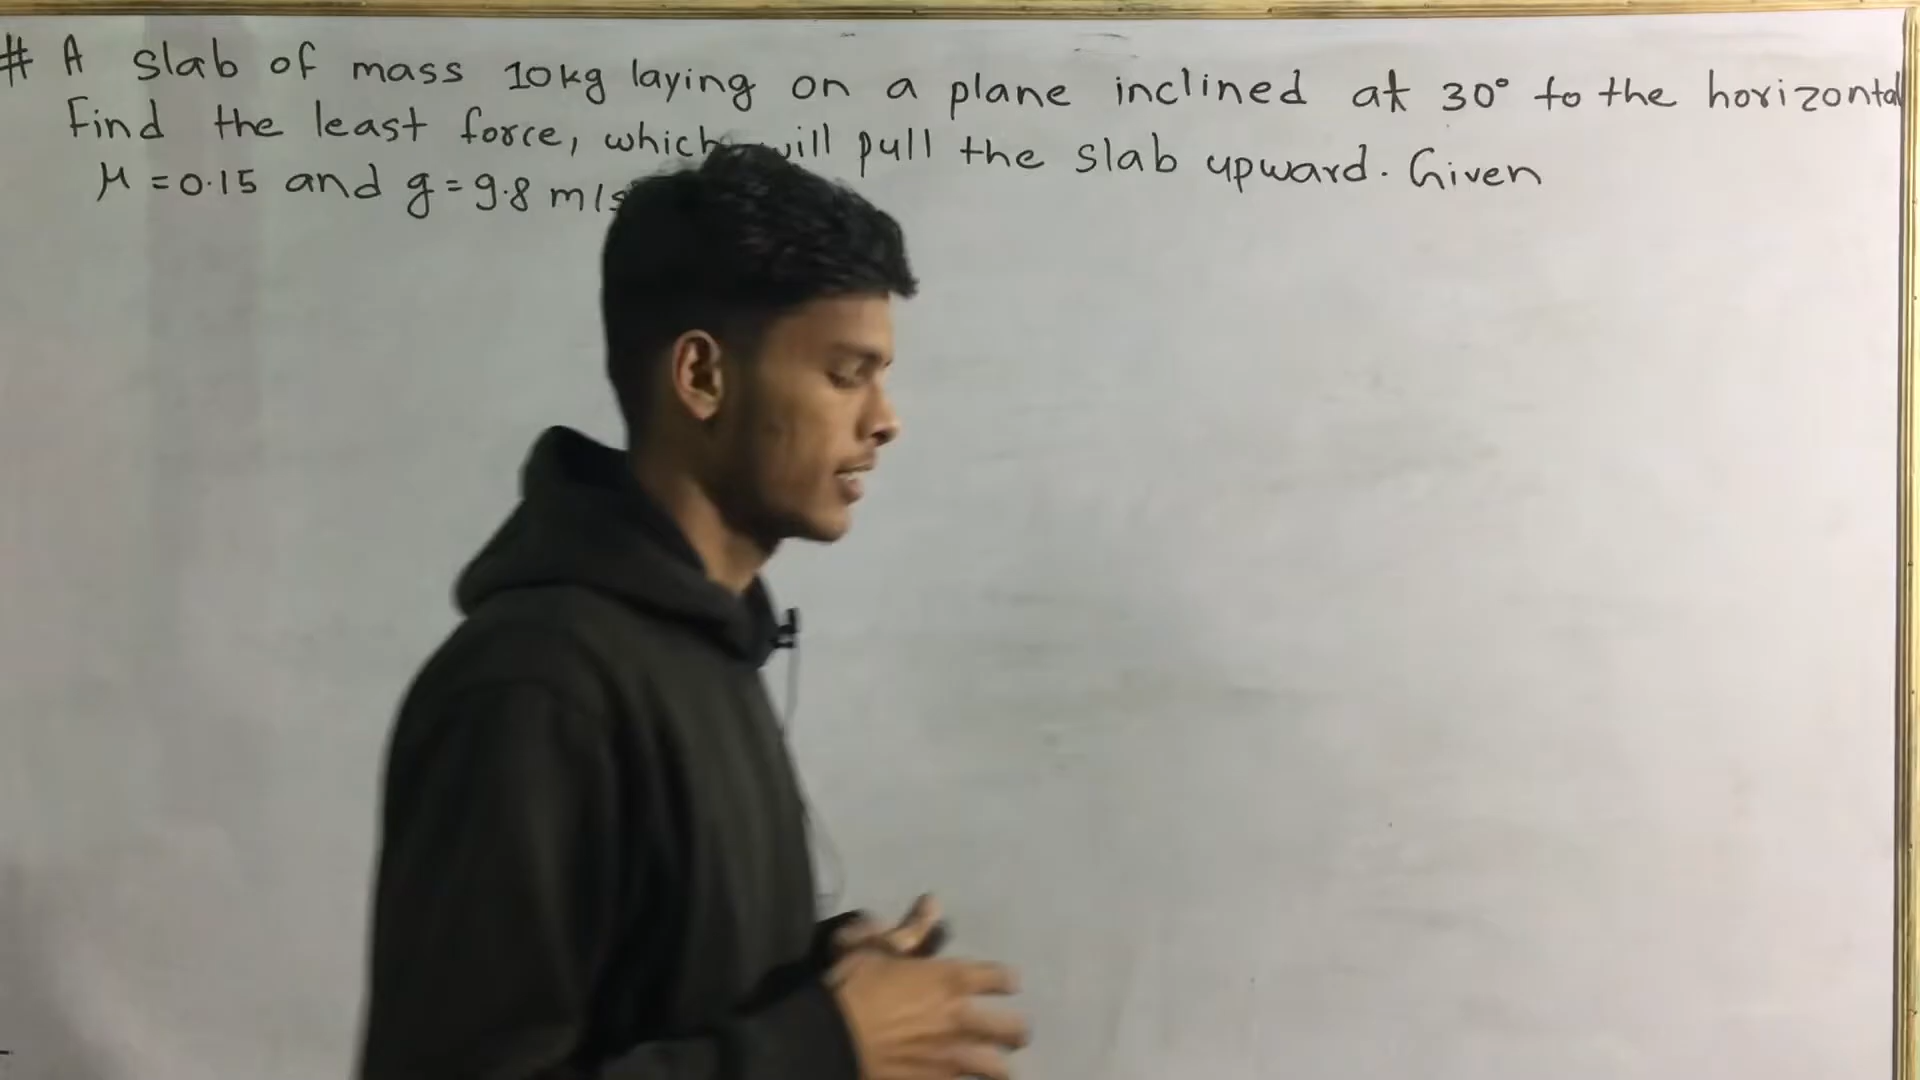 # A slab of mass 10kg laying on a plane inclined at 30° to the horizontal
Find the least force, which will pull the slab upward. Given
μ = 0.15 and g = 9.8 m/s